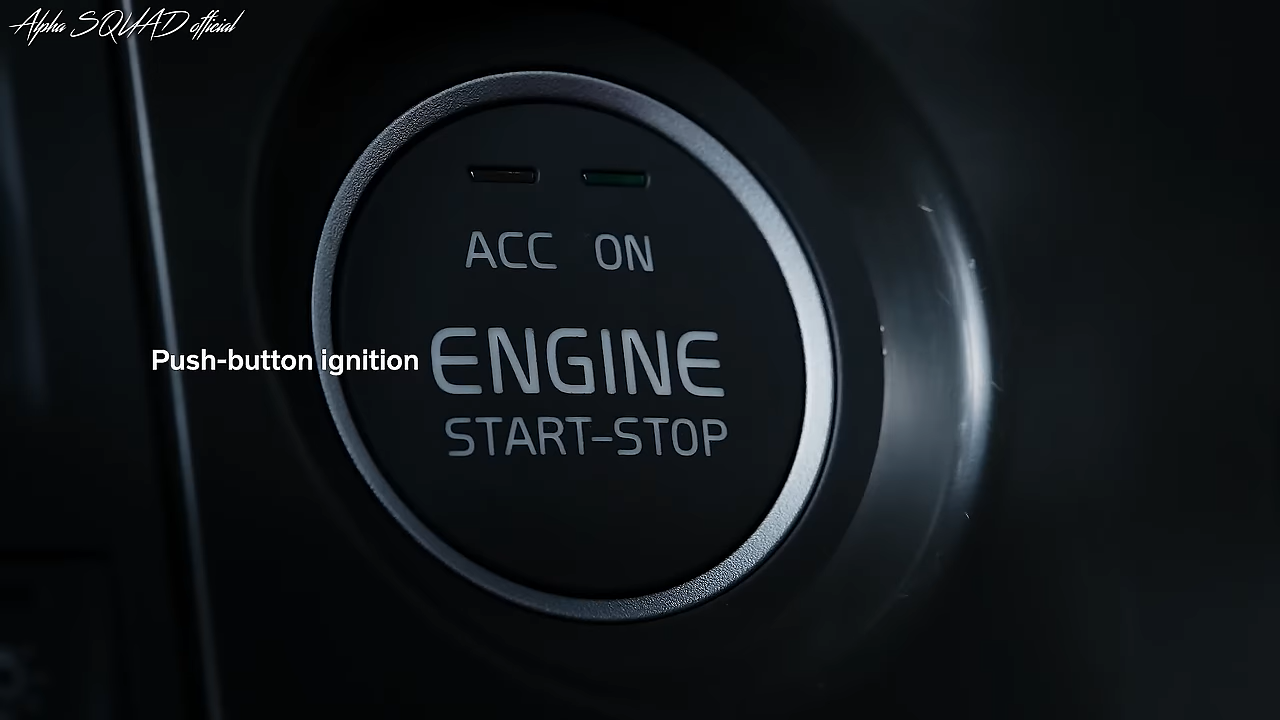 Alpha SQUAD official
ACC ON
Push-button ignition
ENGINE
START-STOP